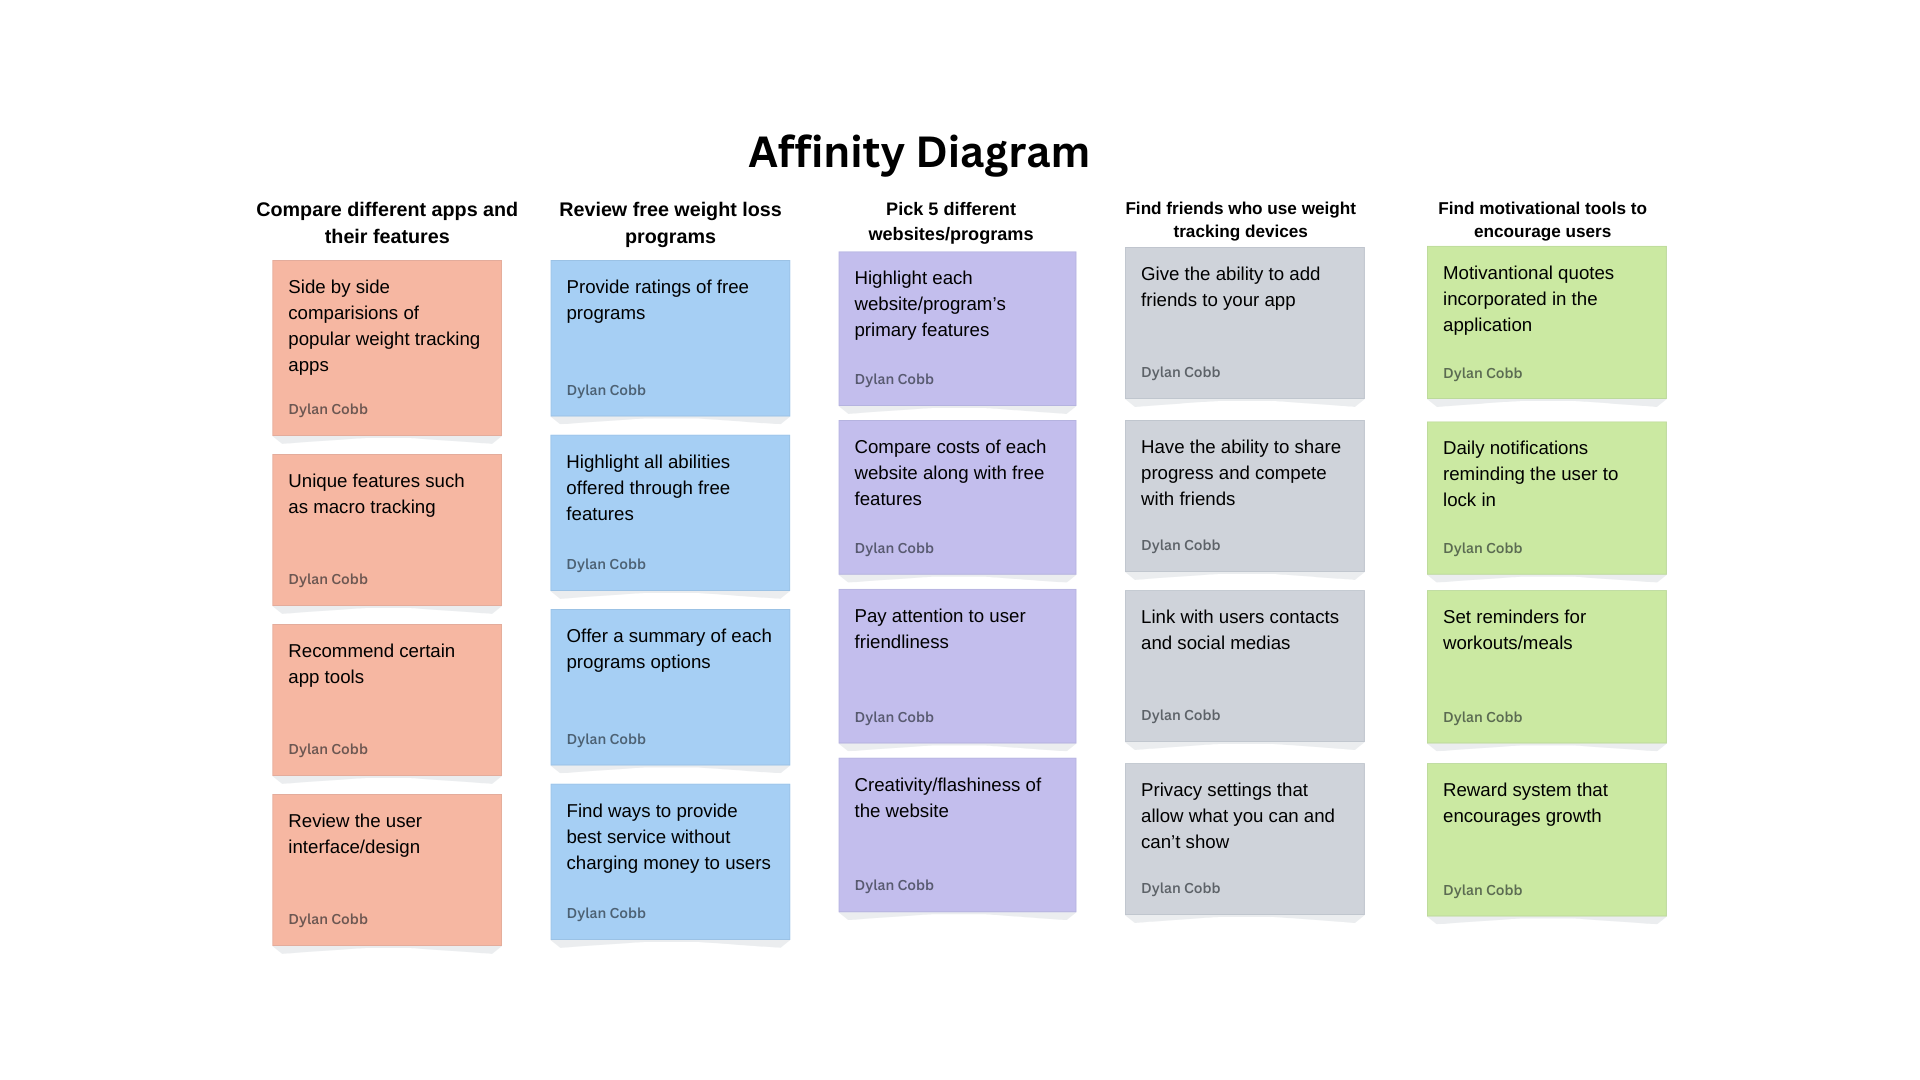 Affinity Diagram
Compare different apps and
their features
Side by side
comparisions of
popular weight tracking
apps
Dylan Cobb
Unique features such
as macro tracking
Dylan Cobb
Recommend certain
app tools
Dylan Cobb
Review the user
interface/design
Dylan Cobb
Review free weight loss
programs
Provide ratings of free
programs
Dylan Cobb
Highlight all abilities
offered through free
features
Dylan Cobb
Offer a summary of each
programs options
Dylan Cobb
Find ways to provide
best service without
charging money to users
Dylan Cobb
Pick 5 different
websites/programs
Highlight each
website/program’s
primary features
Dylan Cobb
Compare costs of each
website along with free
features
Dylan Cobb
Pay attention to user
friendliness
Dylan Cobb
Creativity/flashiness of
the website
Dylan Cobb
Find friends who use weight
tracking devices
Give the ability to add
friends to your app
Dylan Cobb
Have the ability to share
progress and compete
with friends
Dylan Cobb
Link with users contacts
and social medias
Dylan Cobb
Privacy settings that
allow what you can and
can’t show
Dylan Cobb
Find motivational tools to
encourage users
Motivantional quotes
incorporated in the
application
Dylan Cobb
Daily notifications
reminding the user to
lock in
Dylan Cobb
Set reminders for
workouts/meals
Dylan Cobb
Reward system that
encourages growth
Dylan Cobb